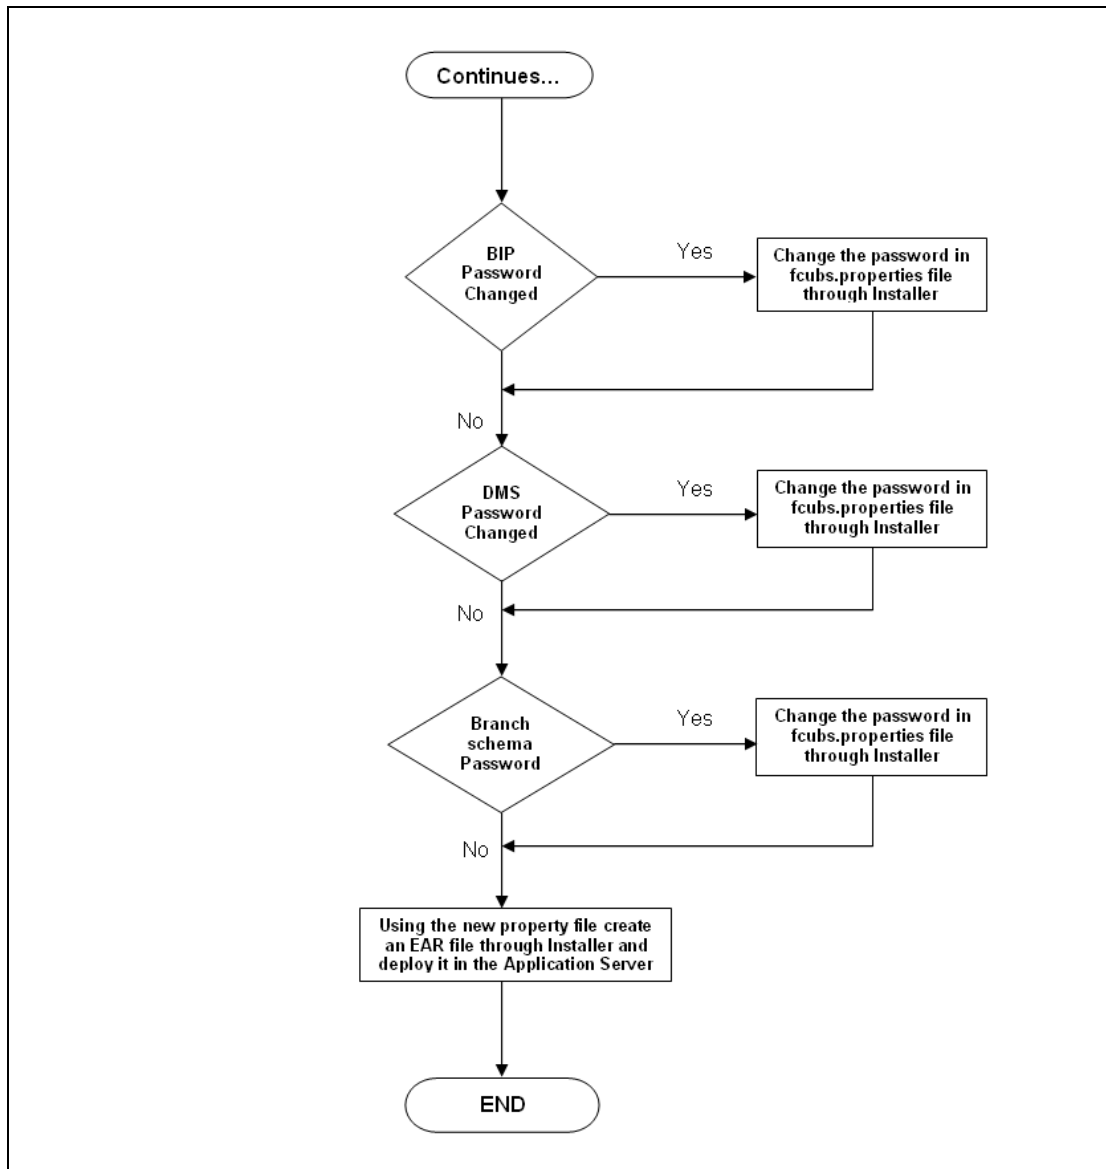 Continues...
BIP
Password
Changed
Yes
Change the password in
fcubs.properties file
through Installer
No
DMS
Password
Changed
Yes
Change the password in
fcubs.properties file
through Installer
No
Branch
schema
Password
Yes
Change the password in
fcubs.properties file
through Installer
No
Using the new property file create
an EAR file through Installer and
deploy it in the Application Server
END